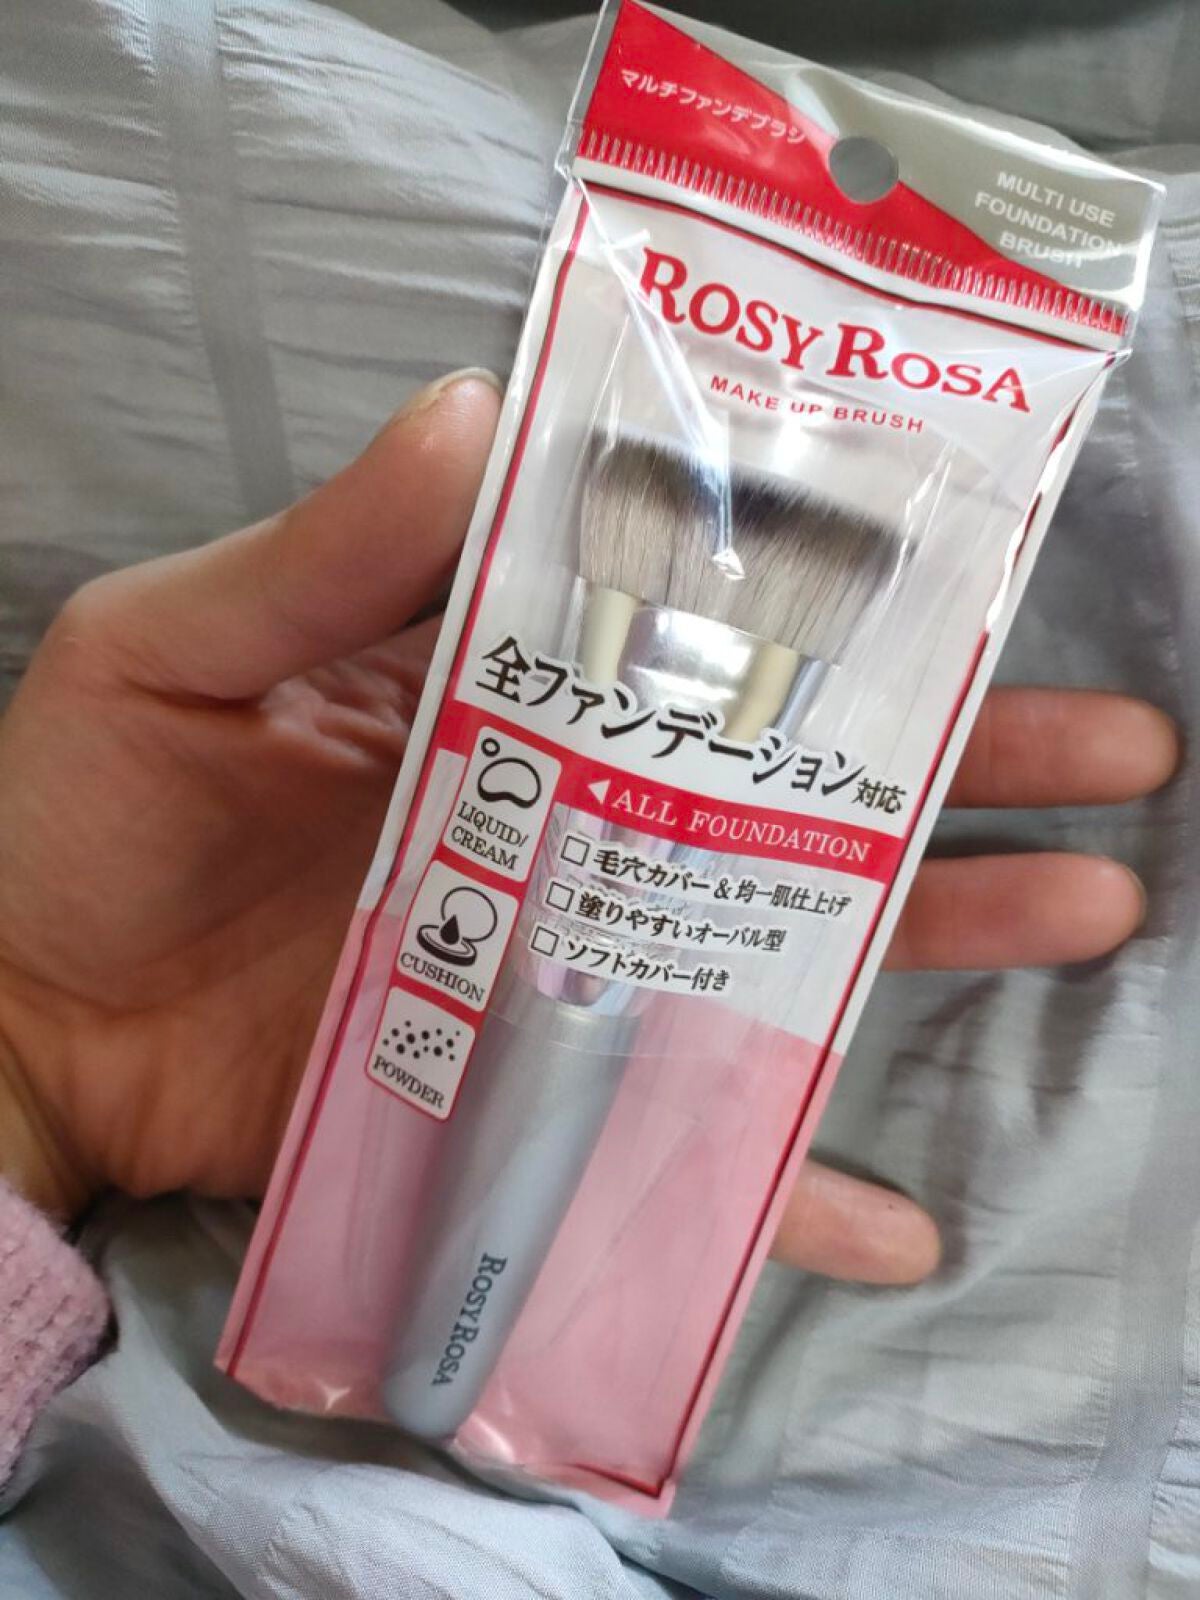 マルチファンデブラシ
MULTI USE
FOUNDATION
BRUSH
ROSY ROSA
MAKE UP BRUSH
全ファンデーション対応
ALL FOUNDATION
LIQUID/
CREAM
CUSHION
POWDER
□ 毛穴カバー&均一肌仕上げ
□ 塗りやすいオーバル型
□ ソフトカバー付き
ROSY ROSA